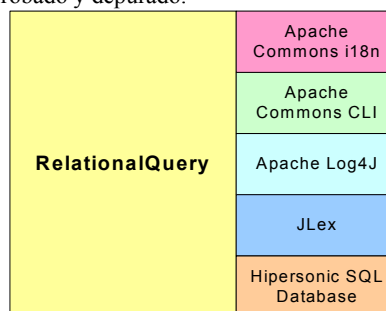 robado y depurado.
Apache
Commons i18n
Apache
Commons CLI
RelationalQuery
Apache Log4J
JLex
Hipersonic SQL
Database